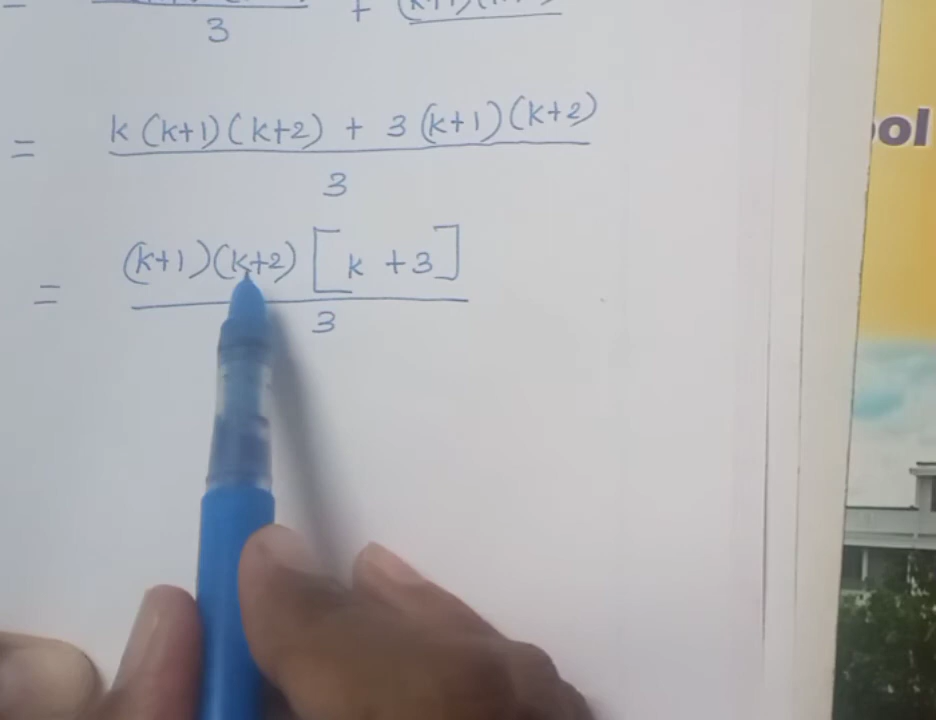 3 +
= k (k+1) (k+2) + 3 (k+1) (k+2)
3
= (k+1) (k+2) [k +3]
3
ol